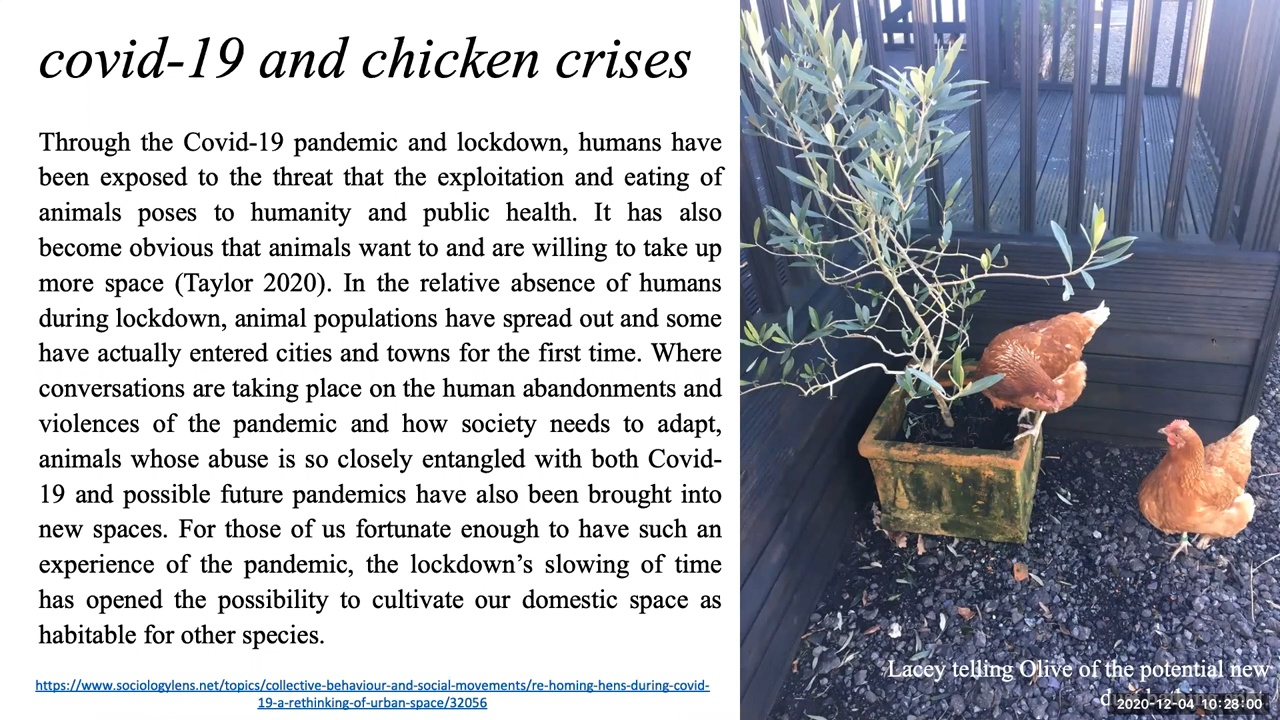 covid-19 and chicken crises
Through the Covid-19 pandemic and lockdown, humans have
been exposed to the threat that the exploitation and eating of
animals poses to humanity and public health. It has also
become obvious that animals want to and are willing to take up
more space (Taylor 2020). In the relative absence of humans
during lockdown, animal populations have spread out and some
have actually entered cities and towns for the first time. Where
conversations are taking place on the human abandonments and
violences of the pandemic and how society needs to adapt,
animals whose abuse is so closely entangled with both Covid-
19 and possible future pandemics have also been brought into
new spaces. For those of us fortunate enough to have such an
experience of the pandemic, the lockdown’s slowing of time
has opened the possibility to cultivate our domestic space as
habitable for other species.
https://www.sociologylens.net/topics/collective-behaviour-and-social-movements/re-homing-hens-during-covid-
19-a-rethinking-of-urban-space/32056
Lacey telling Olive of the potential new
2020-12-04 10:28:00